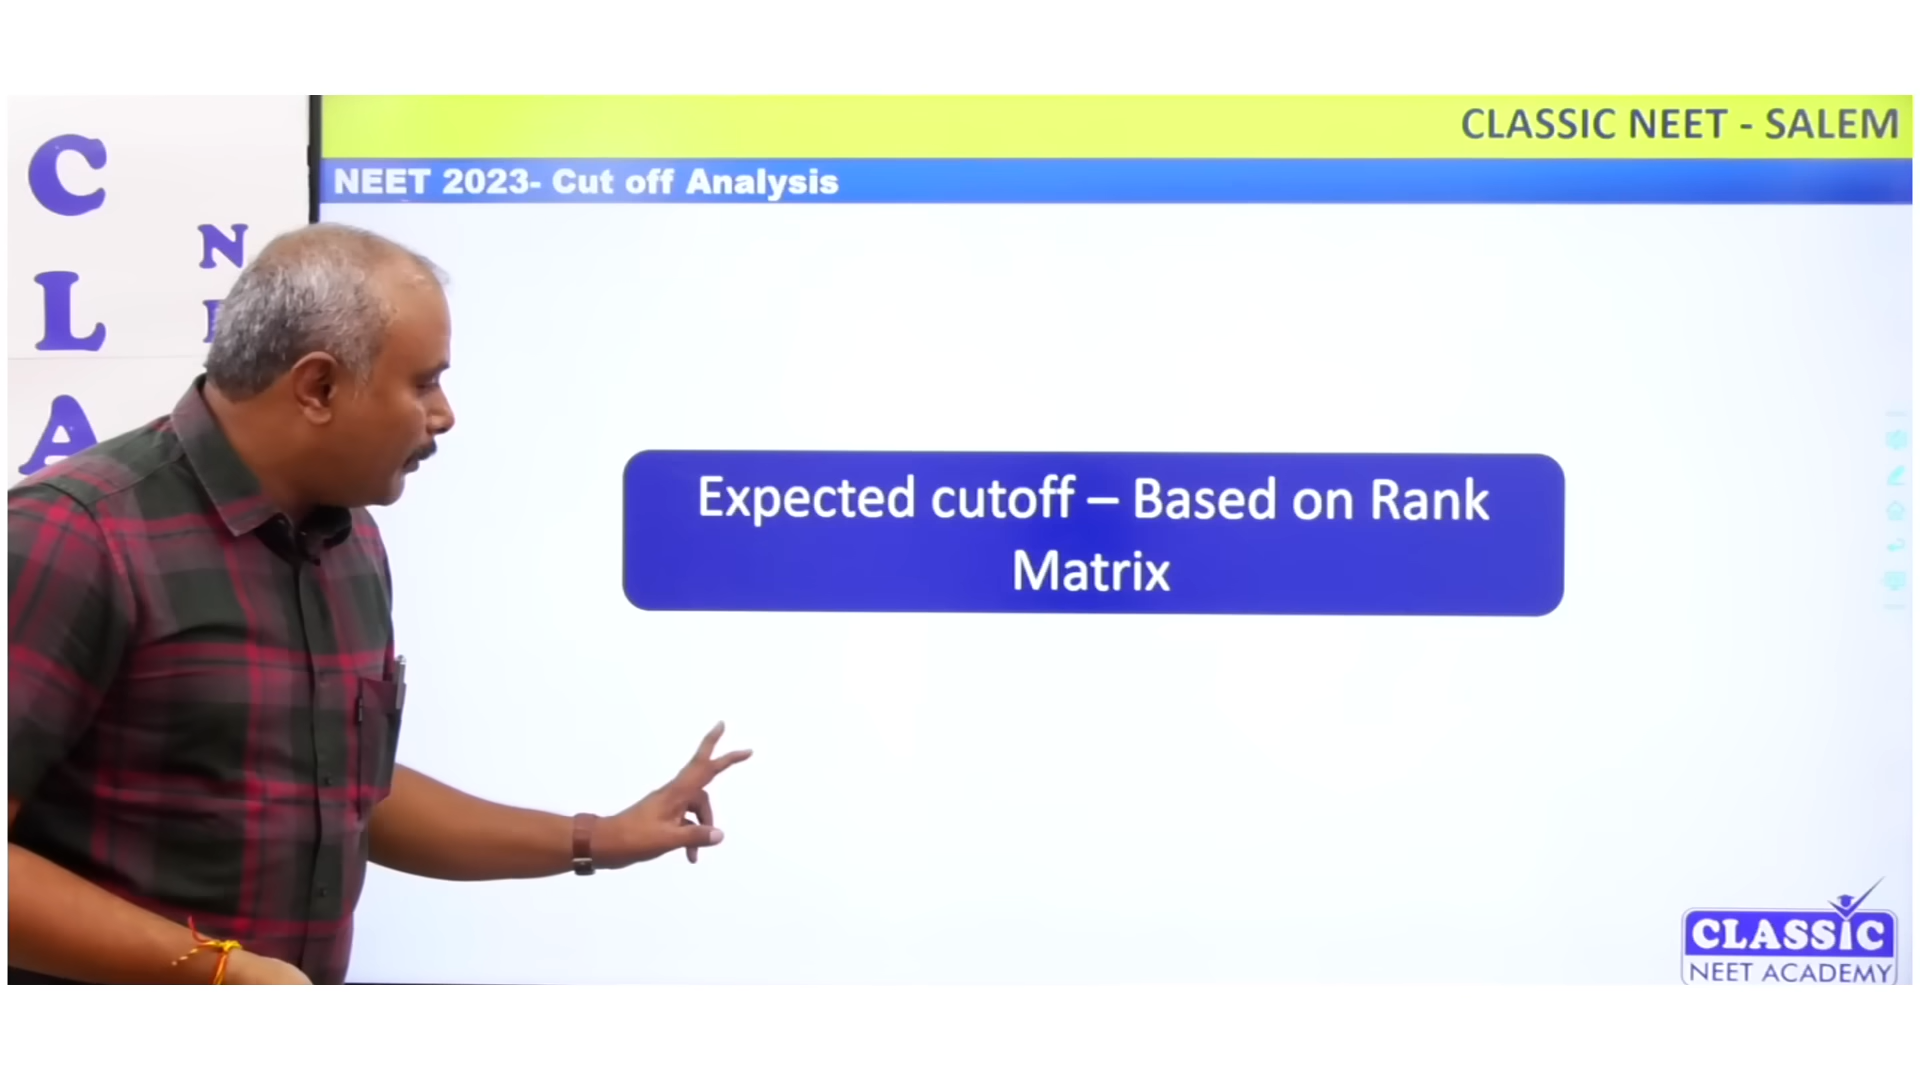 CLASSIC NEET - SALEM
NEET 2023- Cut off Analysis
C
L
A
N
Expected cutoff – Based on Rank
Matrix
CLASSIC
NEET ACADEMY